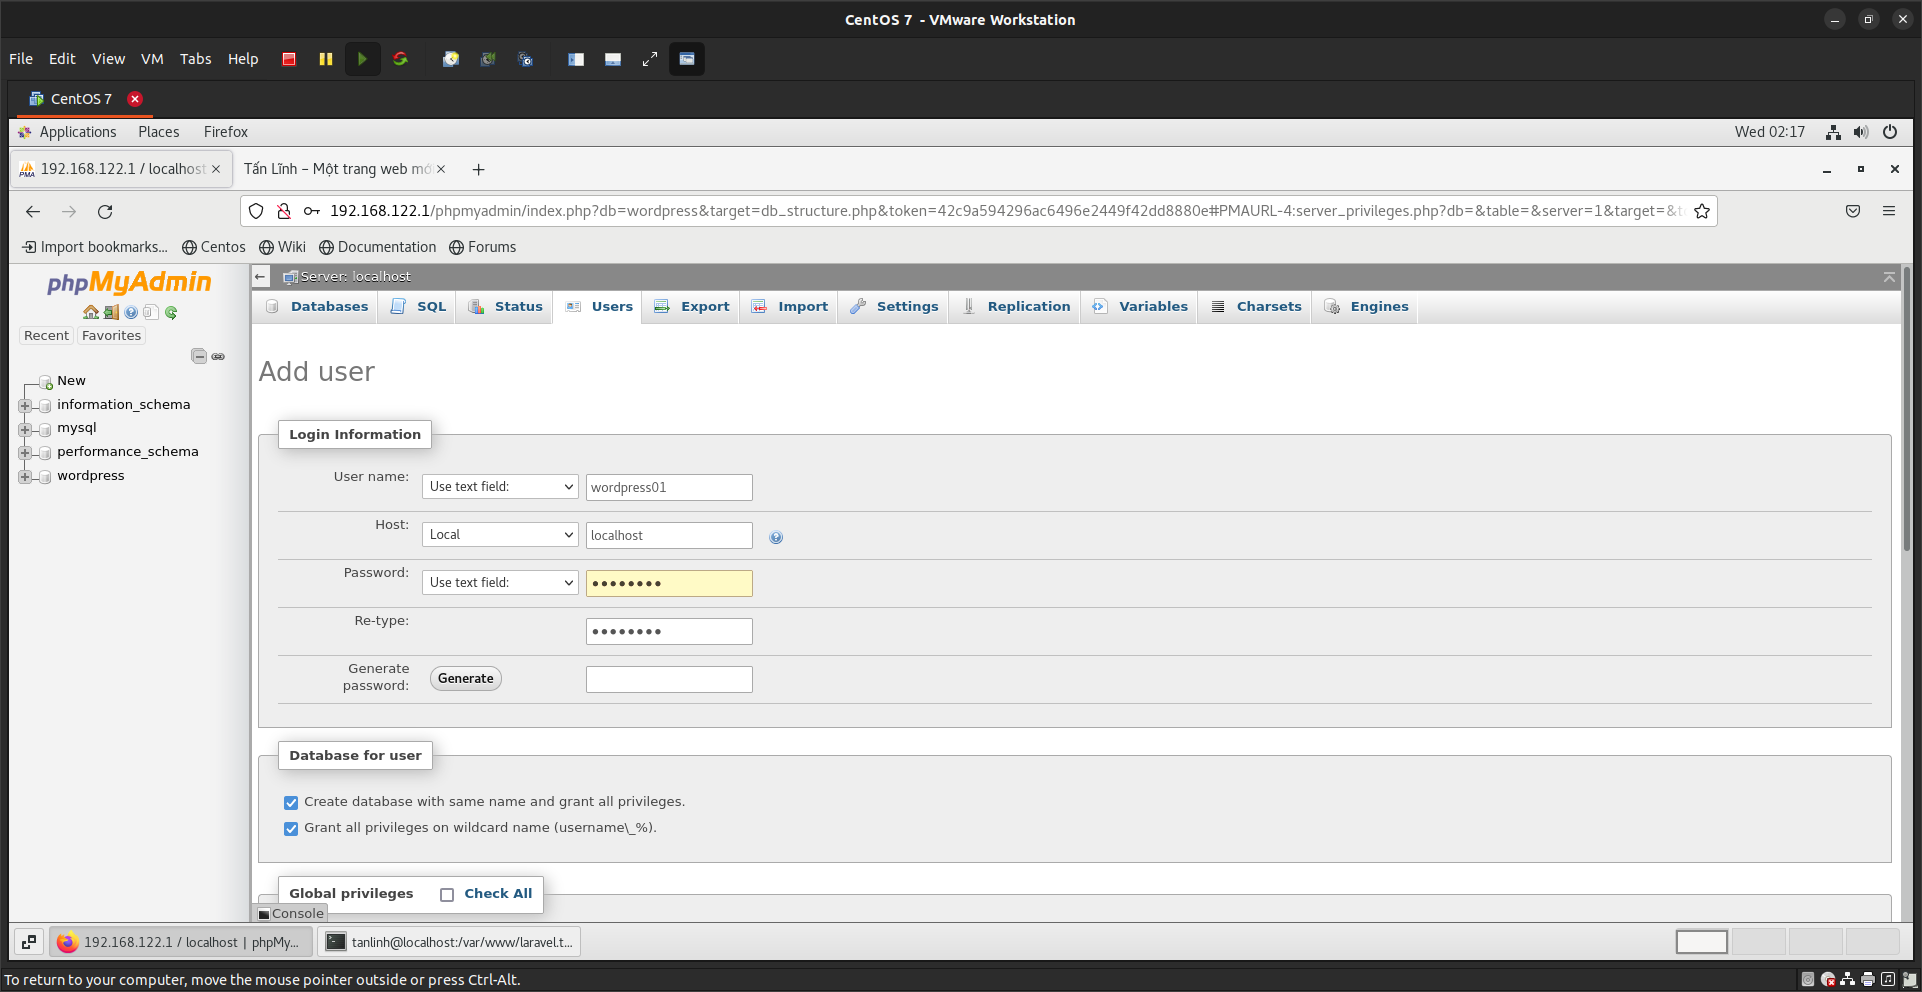 CentOS 7 - VMware Workstation
File Edit View VM Tabs Help
CentOS 7
Applications Places Firefox Wed 02:17
192.168.122.1 / localhost Tấn Lĩnh – Một trang web mới
192.168.122.1/phpmyadmin/index.php?db=wordpress&target=db_structure.php&token=42c9a594296ac6496e2449f42dd8880e#PMAURL-4:server_privileges.php?db=&table=&server=1&target=&t
Import bookmarks... Centos Wiki Documentation Forums
phpMyAdmin
Recent Favorites
New
information_schema
mysql
performance_schema
wordpress
Server: localhost
Databases SQL Status Users Export Import Settings Replication Variables Charsets Engines
Add user
Login Information
User name: Use text field: wordpress01
Host: Local localhost
Password: Use text field: ••••••••
Re-type: ••••••••
Generate password: Generate
Database for user
Create database with same name and grant all privileges.
Grant all privileges on wildcard name (username\_%).
Global privileges Check All
Console
192.168.122.1 / localhost | phpMy... tanlinh@localhost:/var/www/laravel.t...
To return to your computer, move the mouse pointer outside or press Ctrl-Alt.